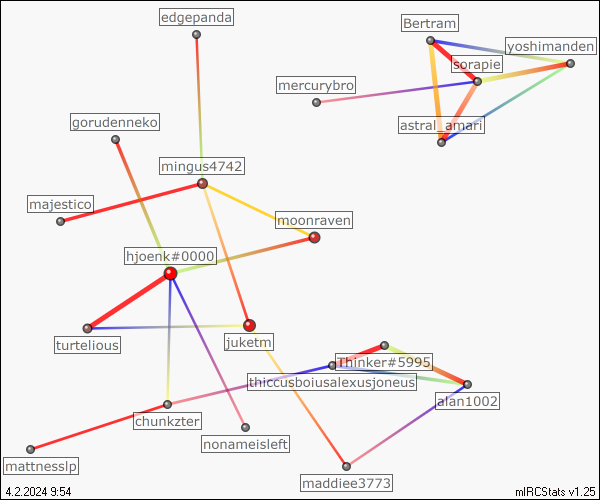 edgepanda
Bertram
yoshimanden
sorapie
mercurybro
gorudenneko
astral_amari
mingus4742
majestico
moonraven
hjoenk#0000
turtelious
juketm
Thinker#5995
thiccusboiusalexusjoneus
alan1002
chunkzter
nonameisleft
mattnesslp
maddiee3773
4.2.2024 9:54
mIRCStats v1.25